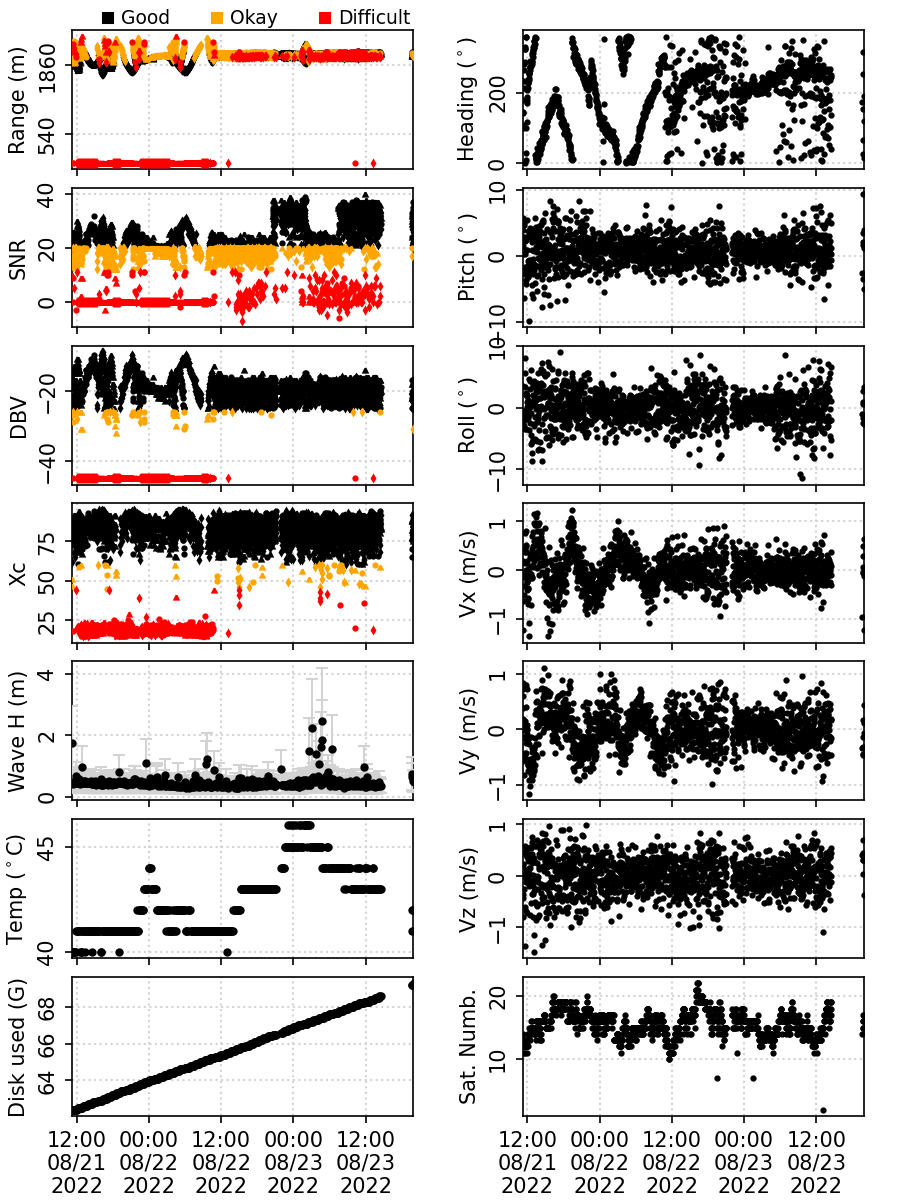 Good Okay Difficult
Range (m)
1860
540
Heading (°)
200
0
SNR
40
20
0
Pitch (°)
10
0
−10
DBV
−20
−40
Roll (°)
10
0
−10
Xc
75
50
25
Vx (m/s)
1
0
−1
Wave H (m)
4
2
0
Vy (m/s)
1
0
−1
Temp (°C)
45
40
Vz (m/s)
1
0
−1
Disk used (G)
68
66
64
Sat. Numb.
20
10
12:00 00:00 12:00 00:00 12:00
08/21 08/22 08/22 08/23 08/23
2022 2022 2022 2022 2022
12:00 00:00 12:00 00:00 12:00
08/21 08/22 08/22 08/23 08/23
2022 2022 2022 2022 2022